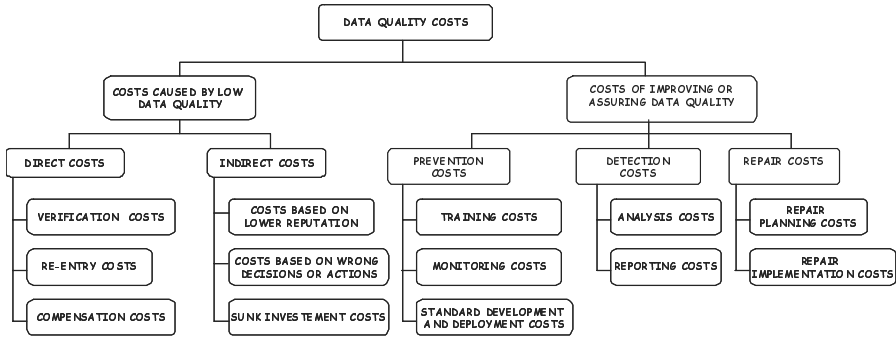 DATA QUALITY COSTS
COSTS CAUSED BY LOW
DATA QUALITY
COSTS OF IMPROVING OR
ASSURING DATA QUALITY
DIRECT COSTS
INDIRECT COSTS
PREVENTION
COSTS
DETECTION
COSTS
REPAIR COSTS
VERIFICATION COSTS
RE-ENTRY COSTS
COMPENSATION COSTS
COSTS BASED ON
LOWER REPUTATION
COSTS BASED ON WRONG
DECISIONS OR ACTIONS
SUNK INVESTEMENT COSTS
TRAINING COSTS
MONITORING COSTS
STANDARD DEVELOPMENT
AND DEPLOYMENT COSTS
ANALYSIS COSTS
REPORTING COSTS
REPAIR
PLANNING COSTS
REPAIR
IMPLEMENTATION COSTS